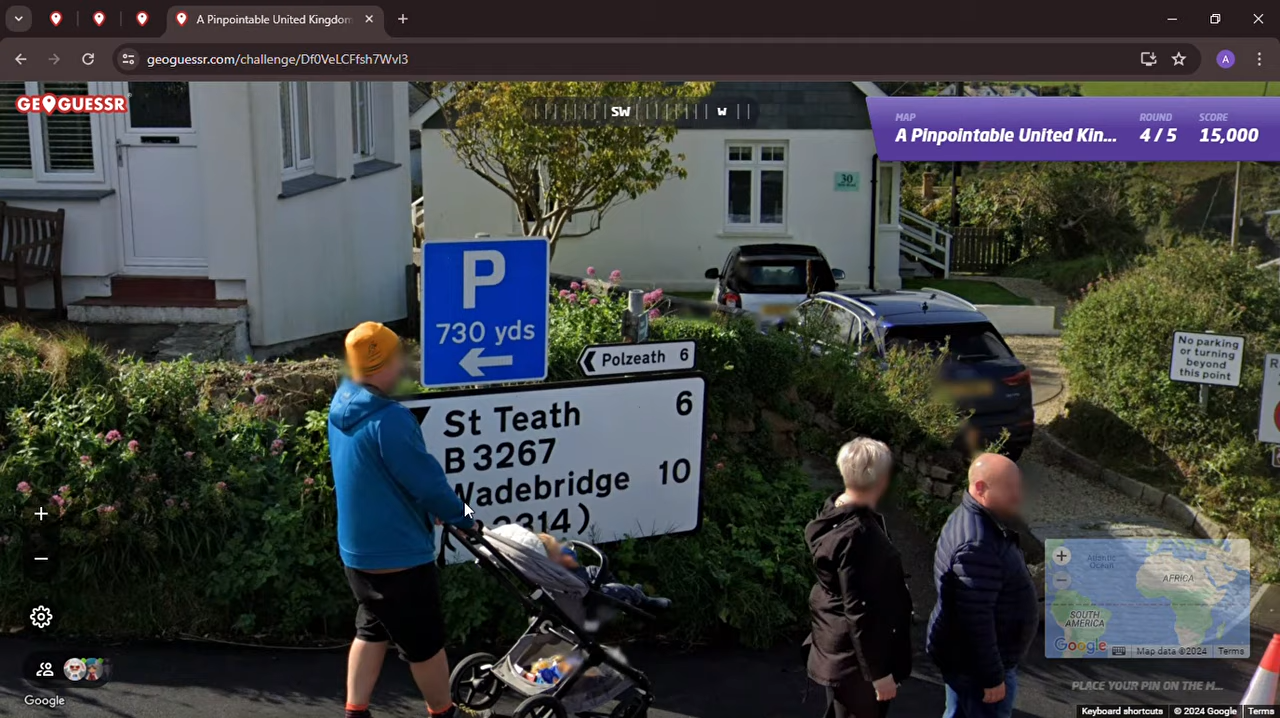 A Pinpointable United Kingdom
geoguessr.com/challenge/Df0VeLCFfsh7Wvl3
A
GEOGUESSR
SW
W
MAP
A Pinpointable United Kin...
ROUND
4 / 5
SCORE
15,000
30
P
730 yds
Polzeath 6
St Teath 6
B3267
Wadebridge 10
3314)
No parking
or turning
beyond
this point
Atlantic
Ocean
AFRICA
SOUTH
AMERICA
Google
Map data ©2024
Terms
PLACE YOUR PIN ON THE M...
Google
Keyboard shortcuts
© 2024 Google
Terms